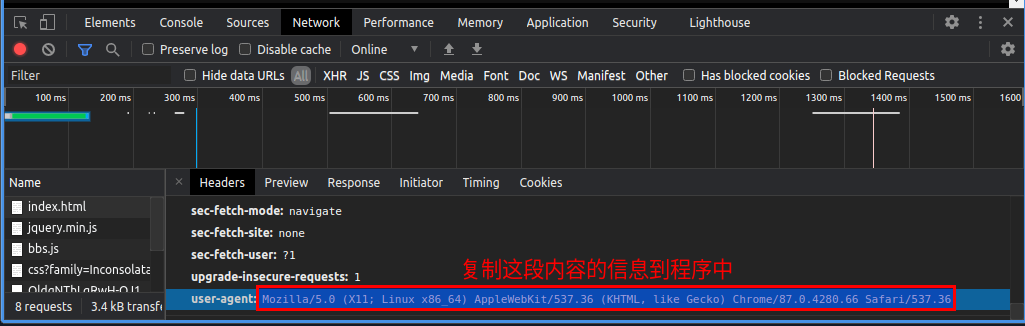 Elements Console Sources Network Performance Memory Application Security Lighthouse
Preserve log Disable cache Online
Filter Hide data URLs All XHR JS CSS Img Media Font Doc WS Manifest Other Has blocked cookies Blocked Requests
100 ms 200 ms 300 ms 400 ms 500 ms 600 ms 700 ms 800 ms 900 ms 1000 ms 1100 ms 1200 ms 1300 ms 1400 ms 1500 ms 1600
Name × Headers Preview Response Initiator Timing Cookies
index.html
jquery.min.js
bbs.js
css?family=Inconsolata
sec-fetch-mode: navigate
sec-fetch-site: none
sec-fetch-user: ?1
upgrade-insecure-requests: 1
复制这段内容的信息到程序中
user-agent: Mozilla/5.0 (X11; Linux x86_64) AppleWebKit/537.36 (KHTML, like Gecko) Chrome/87.0.4280.66 Safari/537.36
8 requests 3.4 kB transfe